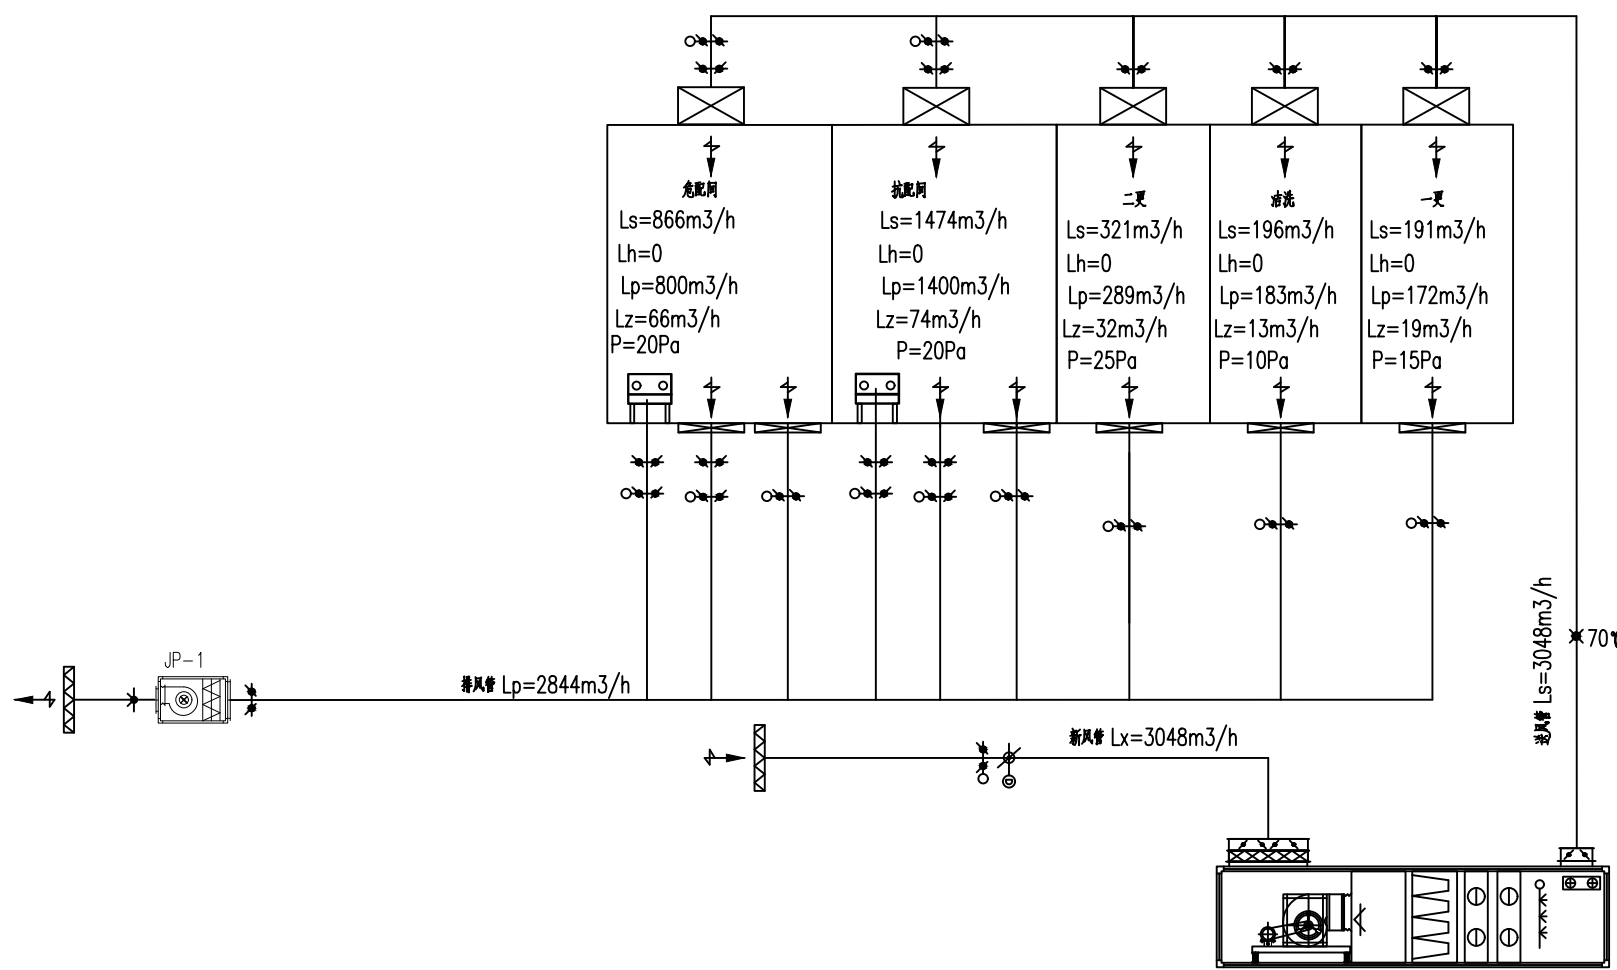 危配间
Ls=866m3/h
Lh=0
Lp=800m3/h
Lz=66m3/h
P=20Pa
抗配间
Ls=1474m3/h
Lh=0
Lp=1400m3/h
Lz=74m3/h
P=20Pa
二更
Ls=321m3/h
Lh=0
Lp=289m3/h
Lz=32m3/h
P=25Pa
洁洗
Ls=196m3/h
Lh=0
Lp=183m3/h
Lz=13m3/h
P=10Pa
一更
Ls=191m3/h
Lh=0
Lp=172m3/h
Lz=19m3/h
P=15Pa
送风管 Ls=3048m3/h
70℃
JP-1
排风管 Lp=2844m3/h
新风管 Lx=3048m3/h